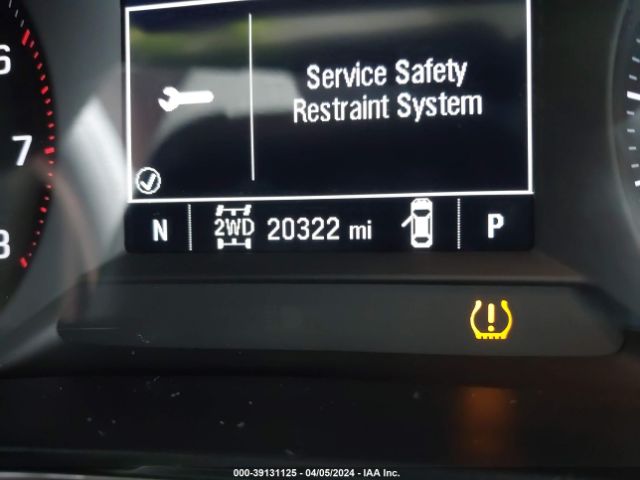 6
7
8
Service Safety
Restraint System
N 2WD 20322 mi P
000-39131125 - 04/05/2024 - IAA Inc.